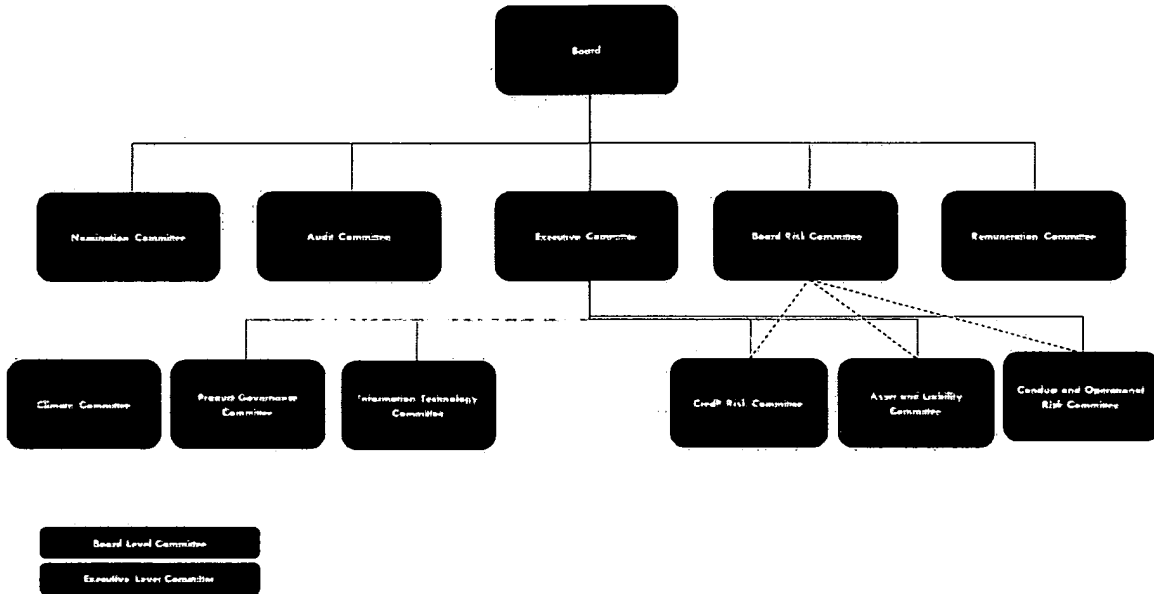 Board
Nomination Committee
Audit Committee
Executive Committee
Board Risk Committee
Remuneration Committee
Climate Committee
Product Governance
Committee
Information Technology
Committee
Credit Risk Committee
Asset and Liability
Committee
Conduct and Operational
Risk Committee
Board Level Committee
Executive Level Committee